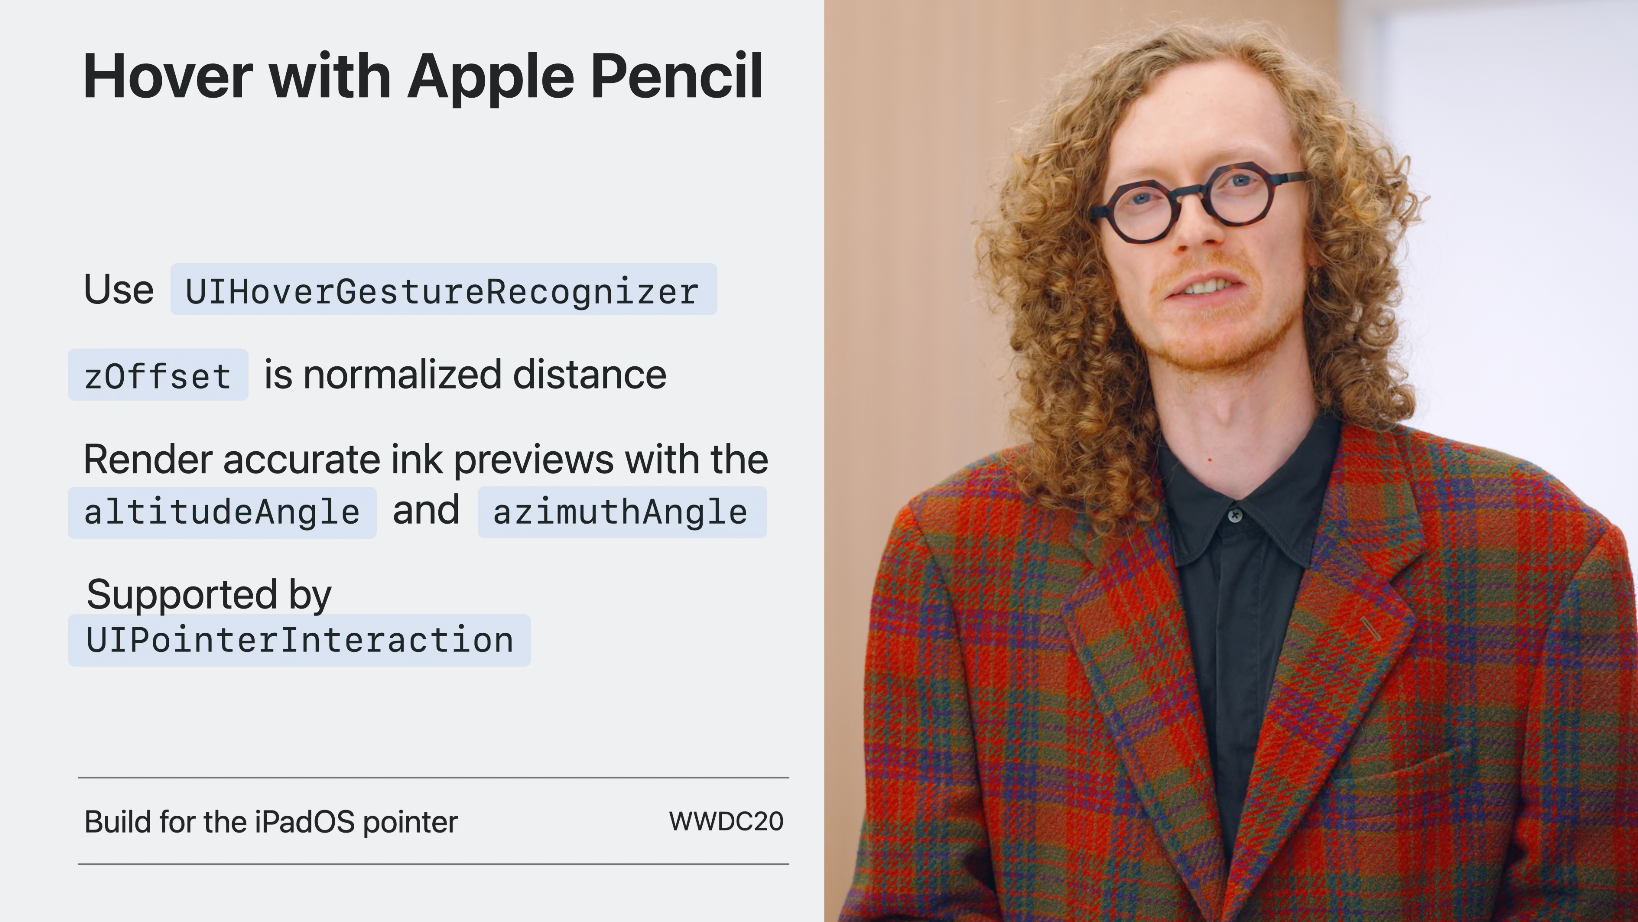 Hover with Apple Pencil
Use UIHoverGestureRecognizer
zOffset is normalized distance
Render accurate ink previews with the
altitudeAngle and azimuthAngle
Supported by
UIPointerInteraction
Build for the iPadOS pointer WWDC20